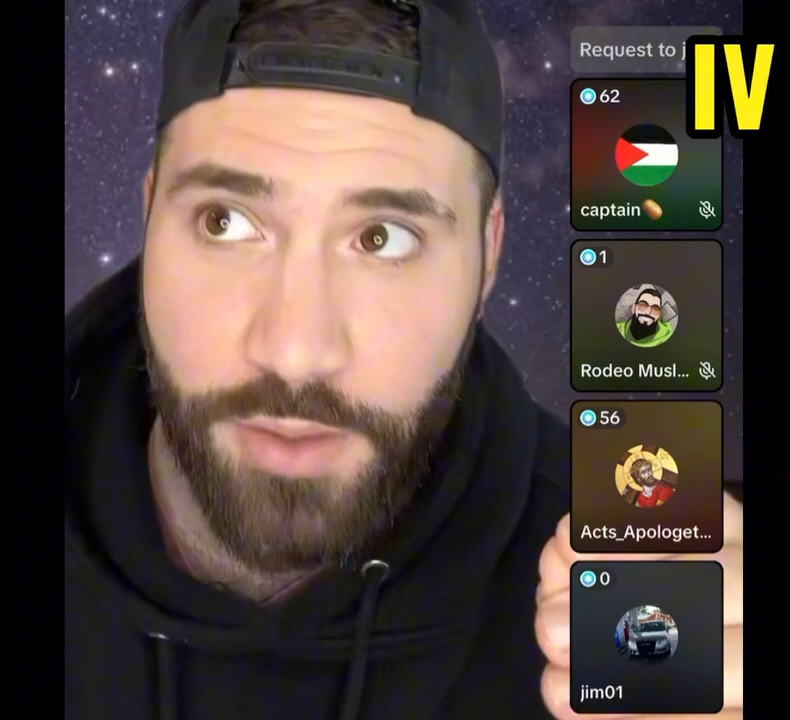 Request to j
IV
62
captain🥔
1
Rodeo Musl...
56
Acts_Apologet...
0
jim01